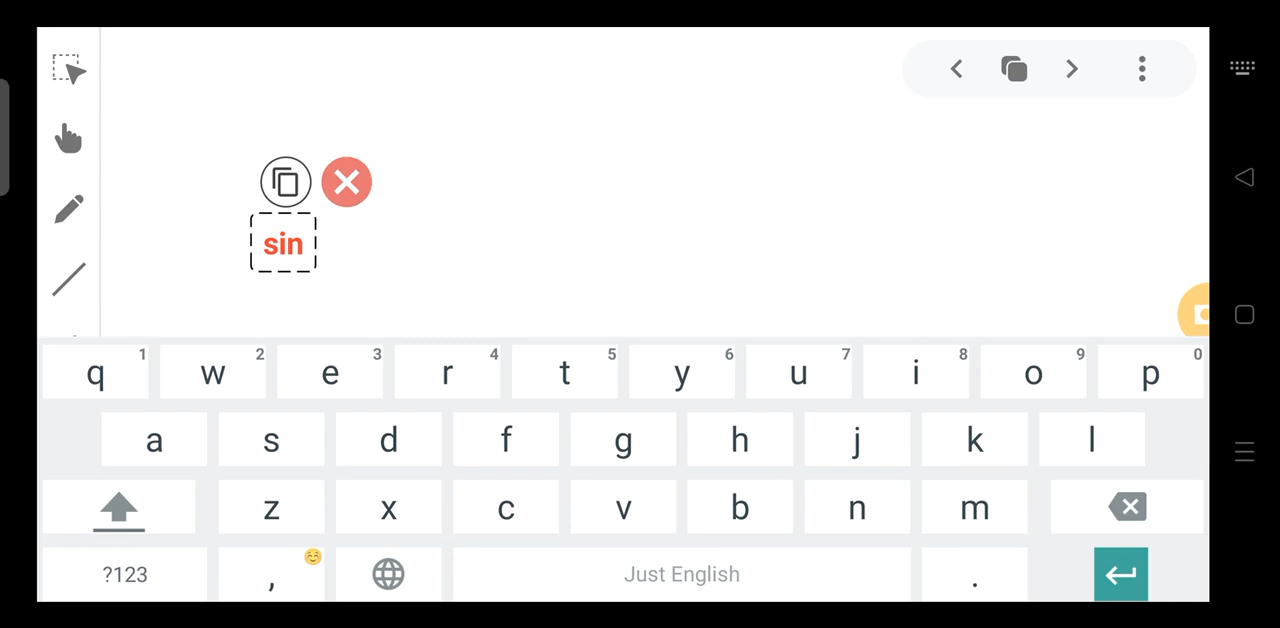 sin
q 1 w 2 e 3 r 4 t 5 y 6 u 7 i 8 o 9 p 0
a s d f g h j k l
z x c v b n m
?123 , Just English .